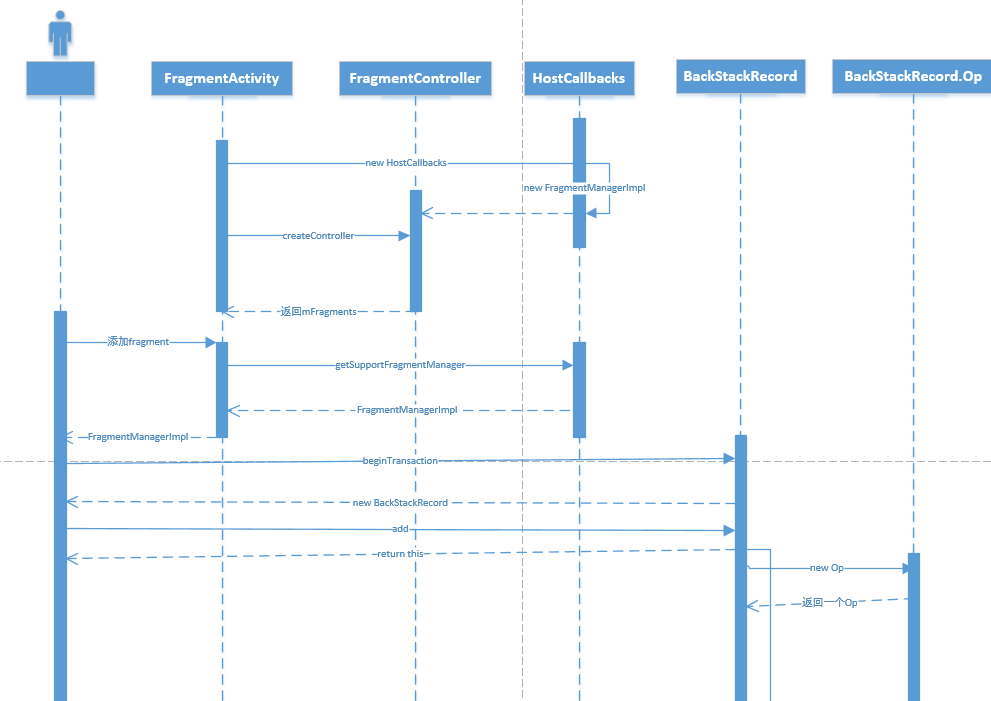 FragmentActivity
FragmentController
HostCallbacks
BackStackRecord
BackStackRecord.Op
new HostCallbacks
new FragmentManagerImpl
createController
返回mFragments
添加fragment
getSupportFragmentManager
FragmentManagerImpl
FragmentManagerImpl
beginTransaction
new BackStackRecord
add
return this
new Op
返回一个Op